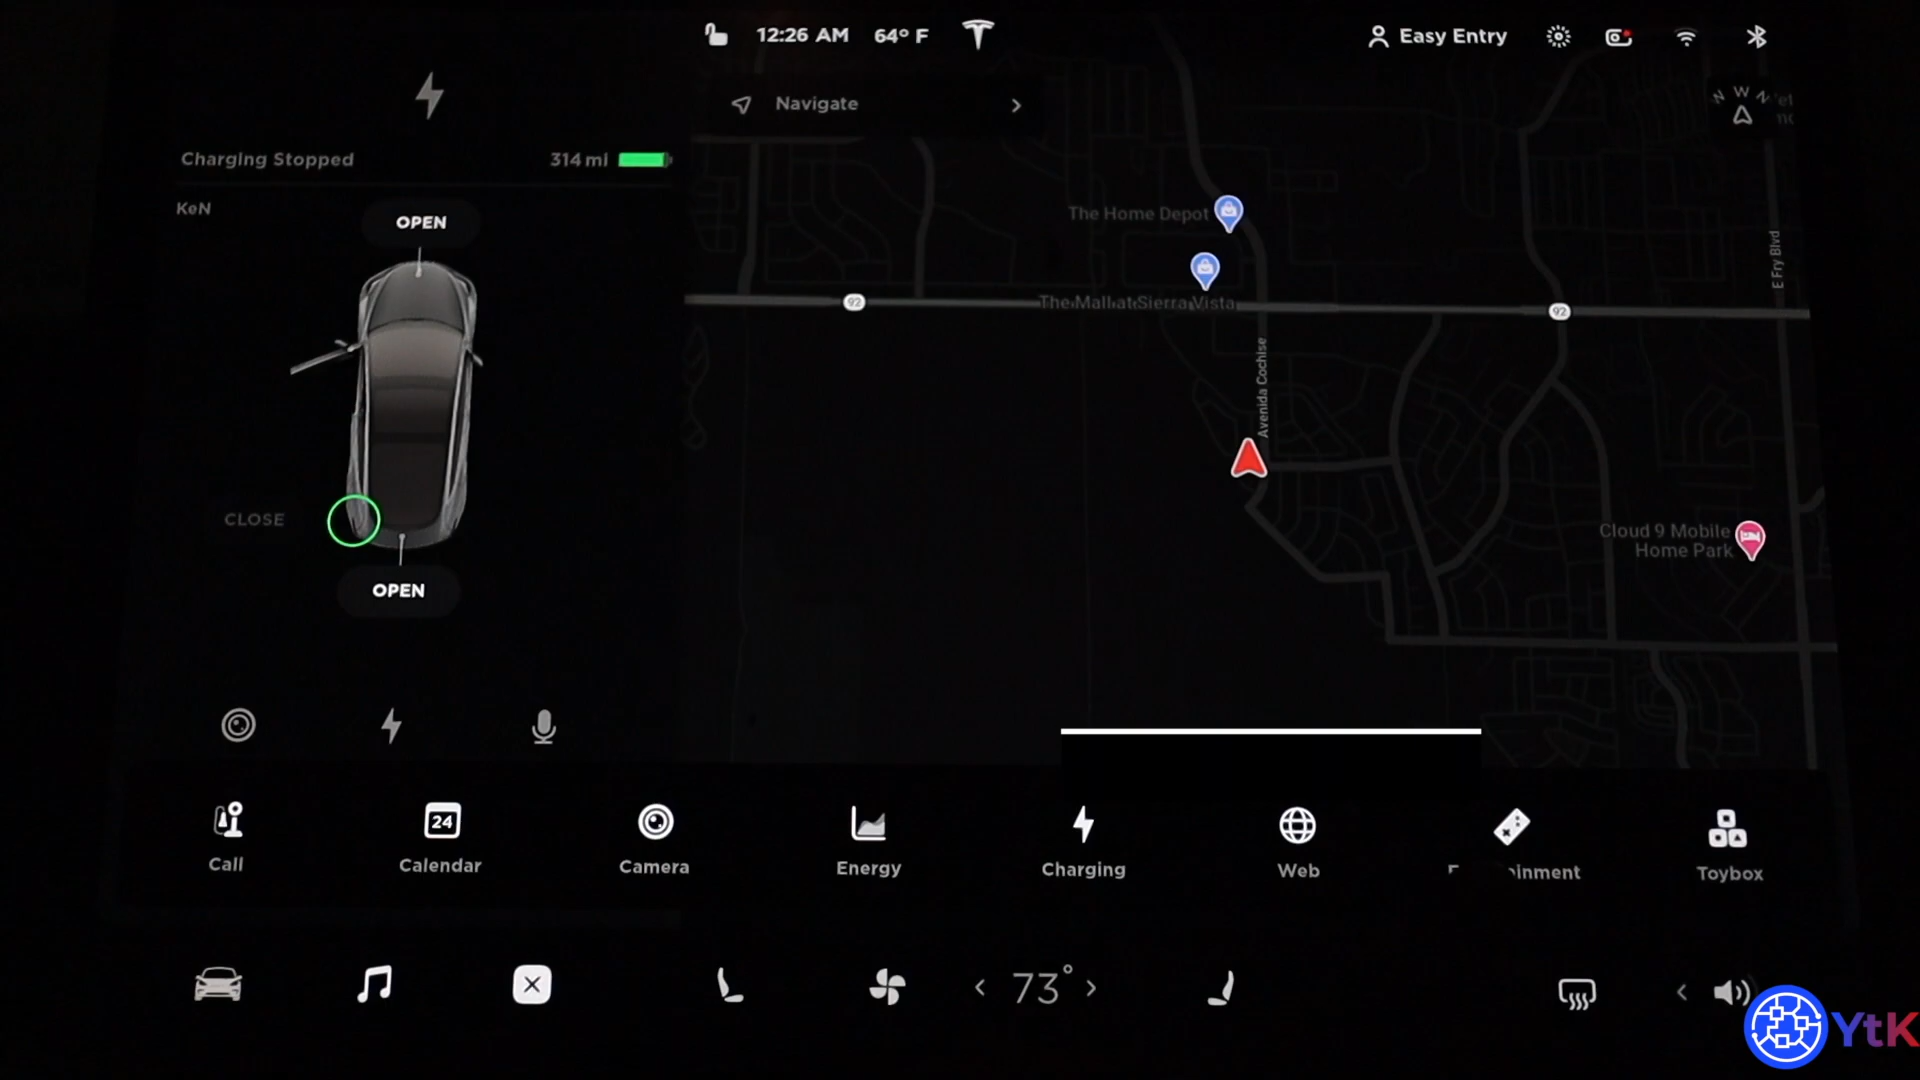 12:26 AM
64° F
Easy Entry
Navigate
N W N
Charging Stopped
314 mi
KeN
OPEN
The Home Depot
The Mall at Sierra Vista
92
92
E Fry Blvd
Avenida Cochise
CLOSE
Cloud 9 Mobile
Home Park
OPEN
24
Call
Calendar
Camera
Energy
Charging
Web
inment
Toybox
73°
YtK